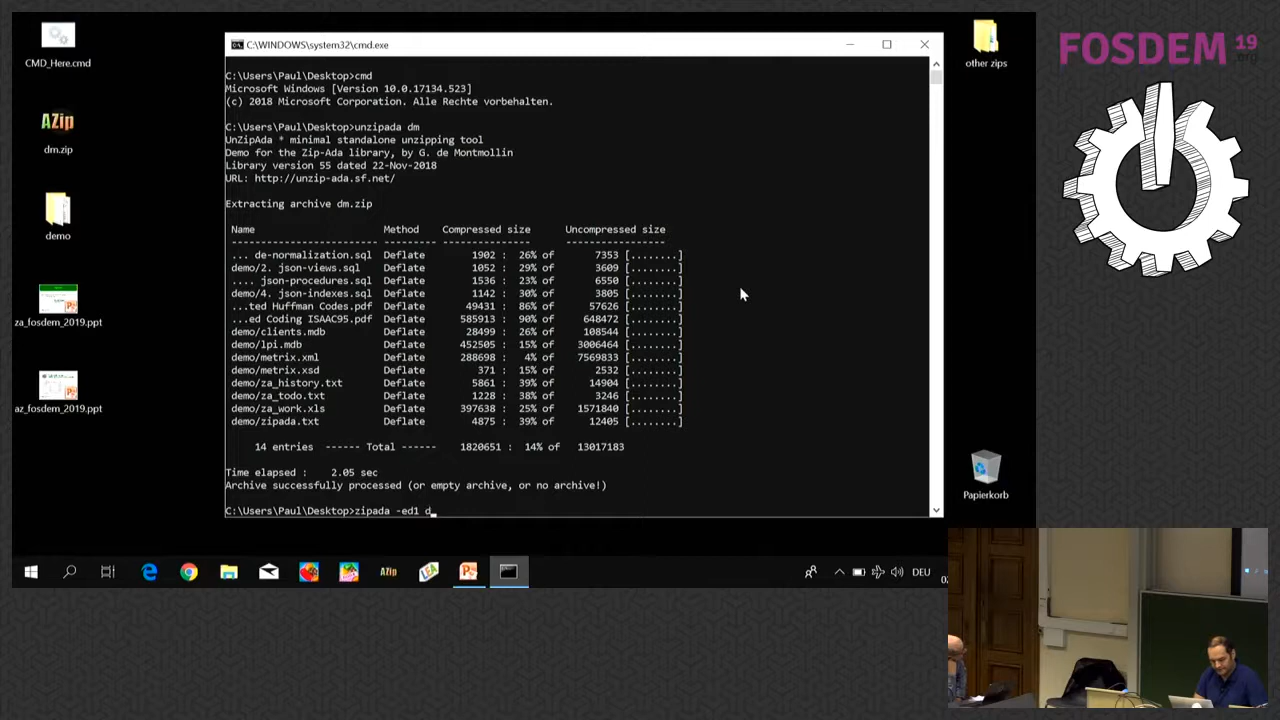 CMD_Here.cmd
AZip
dm.zip
demo
za_fosdem_2019.ppt
az_fosdem_2019.ppt
C:\WINDOWS\system32\cmd.exe
C:\Users\Paul\Desktop>cmd
Microsoft Windows [Version 10.0.17134.523]
(c) 2018 Microsoft Corporation. Alle Rechte vorbehalten.
C:\Users\Paul\Desktop>unzipada dm
UnZipAda * minimal standalone unzipping tool
Demo for the Zip-Ada library, by G. de Montmollin
Library version 55 dated 22-Nov-2018
URL: http://unzip-ada.sf.net/
Extracting archive dm.zip
Name Method Compressed size Uncompressed size
------------------------ --------- --------------- -----------------
... de-normalization.sql Deflate 1902 : 26% of 7353 [........]
demo/2. json-views.sql Deflate 1052 : 29% of 3609 [........]
.... json-procedures.sql Deflate 1536 : 23% of 6550 [........]
demo/4. json-indexes.sql Deflate 1142 : 30% of 3805 [........]
...ted Huffman Codes.pdf Deflate 49431 : 86% of 57626 [........]
...ed Coding ISAAC95.pdf Deflate 585913 : 90% of 648472 [........]
demo/clients.mdb Deflate 28499 : 26% of 108544 [........]
demo/lpi.mdb Deflate 452505 : 15% of 3006464 [........]
demo/metrix.xml Deflate 288698 : 4% of 7569833 [........]
demo/metrix.xsd Deflate 371 : 15% of 2532 [........]
demo/za_history.txt Deflate 5861 : 39% of 14904 [........]
demo/za_todo.txt Deflate 1228 : 38% of 3246 [........]
demo/za_work.xls Deflate 397638 : 25% of 1571840 [........]
demo/zipada.txt Deflate 4875 : 39% of 12405 [........]
14 entries ------ Total ------ 1820651 : 14% of 13017183
Time elapsed : 2.05 sec
Archive successfully processed (or empty archive, or no archive!)
C:\Users\Paul\Desktop>zipada -ed1 d_
other zips
Papierkorb
AZip
LEA
DEU
FOSDEM 19
.org